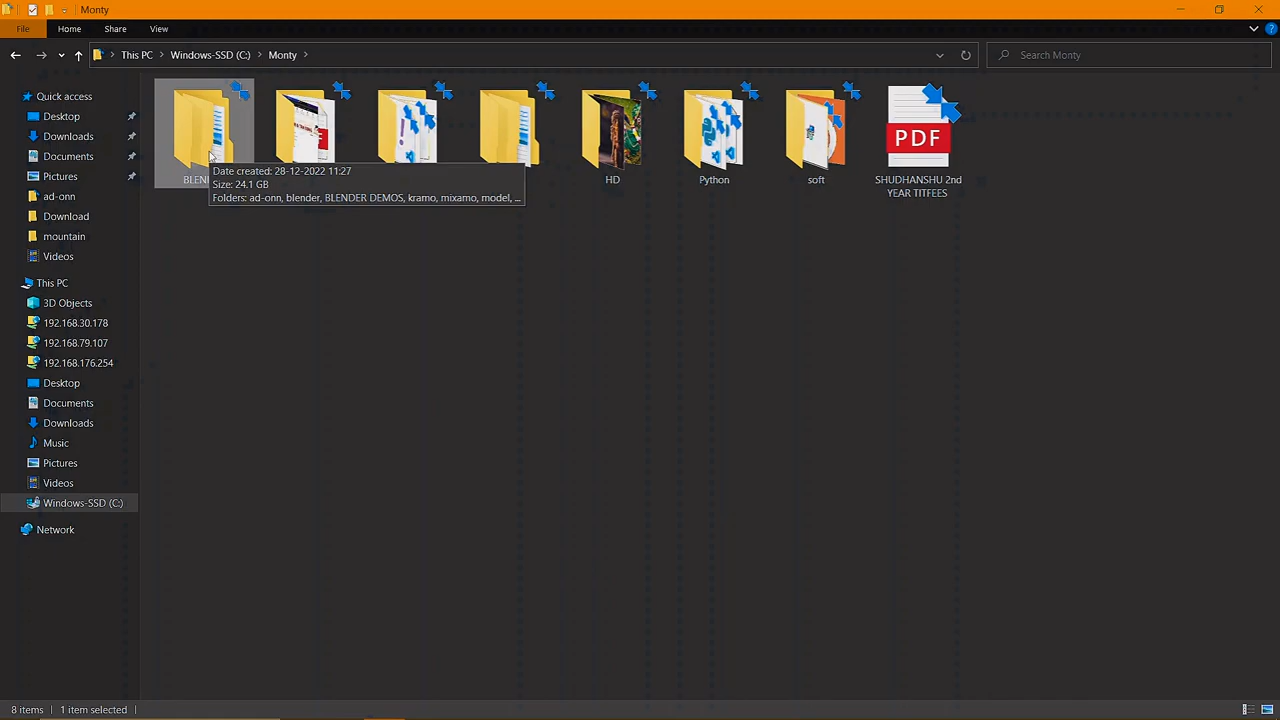 Monty
File Home Share View
This PC Windows-SSD (C:) Monty
Search Monty
Quick access
Desktop
Downloads
Documents
Pictures
ad-onn
Download
mountain
Videos
This PC
3D Objects
192.168.30.178
192.168.79.107
192.168.176.254
Desktop
Documents
Downloads
Music
Pictures
Videos
Windows-SSD (C:)
Network
PDF
HD
Python
soft
SHUDHANSHU 2nd
YEAR TITFEES
Date created: 28-12-2022 11:27
Size: 24.1 GB
Folders: ad-onn, blender, BLENDER DEMOS, kramo, mixamo, model, ...
8 items 1 item selected